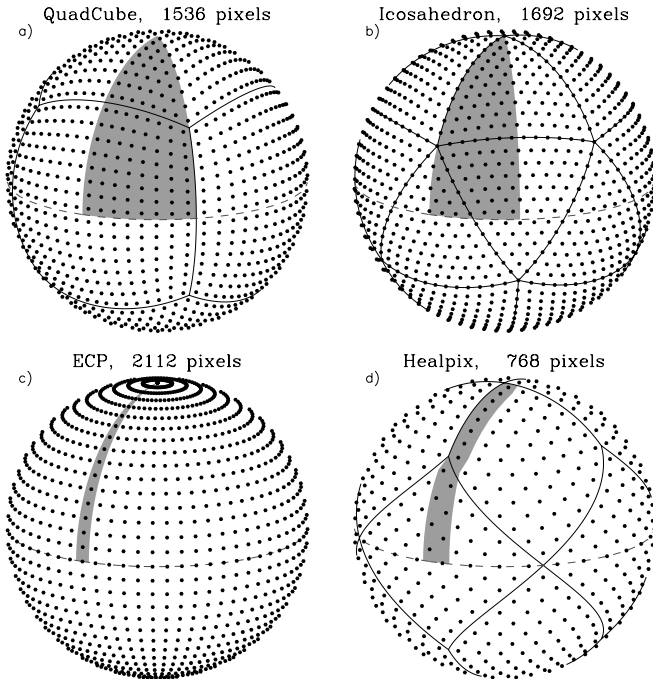 QuadCube, 1536 pixels
a)
Icosahedron, 1692 pixels
b)
ECP, 2112 pixels
c)
Healpix, 768 pixels
d)